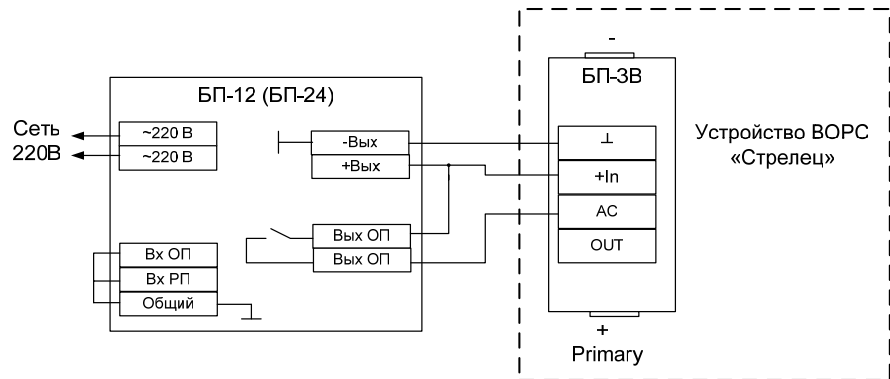 -
БП-3В
БП-12 (БП-24)
Сеть
220В
~220 В
~220 В
-Вых
+Вых
⊥
+In
AC
OUT
Устройство ВОРС
«Стрелец»
Вых ОП
Вых ОП
Вх ОП
Вх РП
Общий
+
Primary